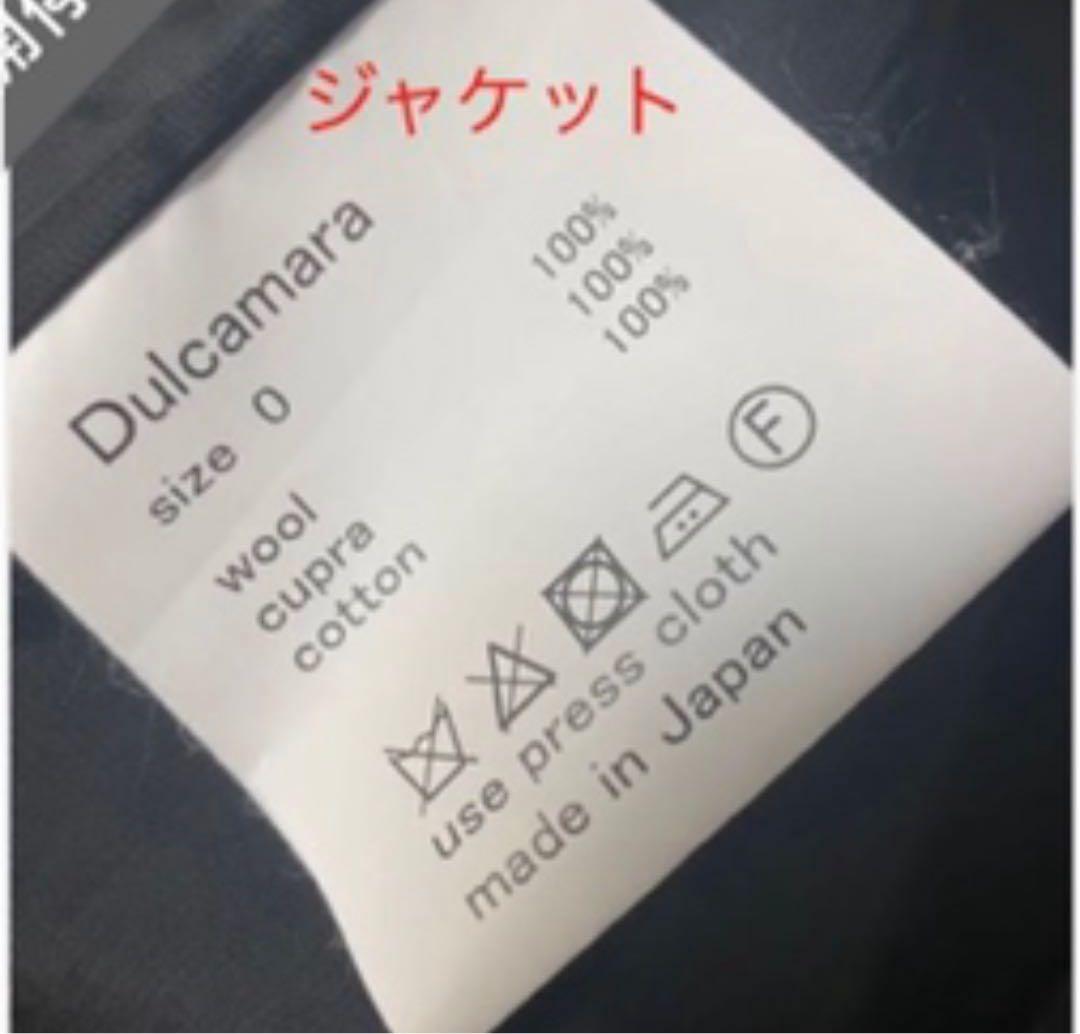 ジャケット
Dulcamara
size 0
wool 100%
cupra 100%
cotton 100%
F
use press cloth
made in Japan